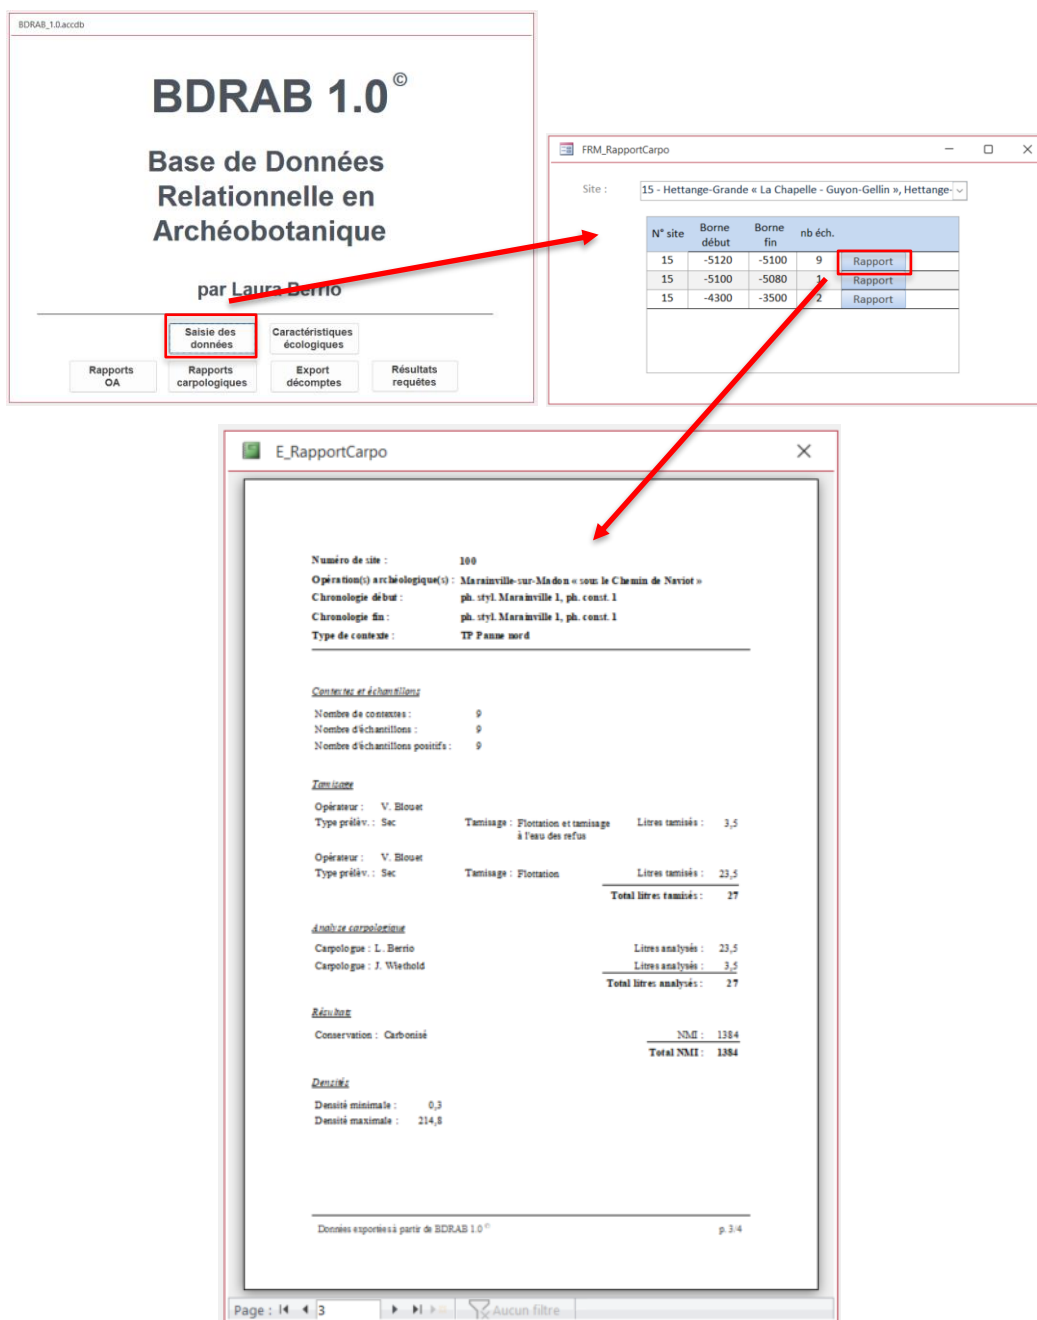 BDRAB_1.0.accdb
BDRAB 1.0©
Base de Données
Relationnelle en
Archéobotanique
par Laura Berrio
Saisie des
données
Caractéristiques
écologiques
Rapports
OA
Rapports
carpologiques
Export
décomptes
Résultats
requêtes
FRM_RapportCarpo
Site : 15 - Hettange-Grande « La Chapelle - Guyon-Gellin », Hettange-
N° site Borne début Borne fin nb éch.
15 -5120 -5100 9 Rapport
15 -5100 -5080 1 Rapport
15 -4300 -3500 2 Rapport
E_RapportCarpo
Numéro de site : 100
Opération(s) archéologique(s) : Marainville-sur-Madon « sous le Chemin de Naviot »
Chronologie début : ph. styl. Marainville 1, ph. const. 1
Chronologie fin : ph. styl. Marainville 1, ph. const. 1
Type de contexte : TP Panne nord
Contextes et échantillons
Nombre de contextes : 9
Nombre d'échantillons : 9
Nombre d'échantillons positifs : 9
Tamisage
Opérateur : V. Blouet
Type prélèv. : Sec Tamisage : Flottation et tamisage Litres tamisés : 3,5
à l'eau des refus
Opérateur : V. Blouet
Type prélèv. : Sec Tamisage : Flottation Litres tamisés : 23,5
Total litres tamisés : 27
Analyse carpologique
Carpologue : L. Berrio Litres analysés : 23,5
Carpologue : J. Wiethold Litres analysés : 3,5
Total litres analysés : 27
Résultats
Conservation : Carbonisé NMI : 1384
Total NMI : 1384
Densités
Densité minimale : 0,3
Densité maximale : 214,8
Données exportées à partir de BDRAB 1.0 © p. 3/4
Page : 3 Aucun filtre